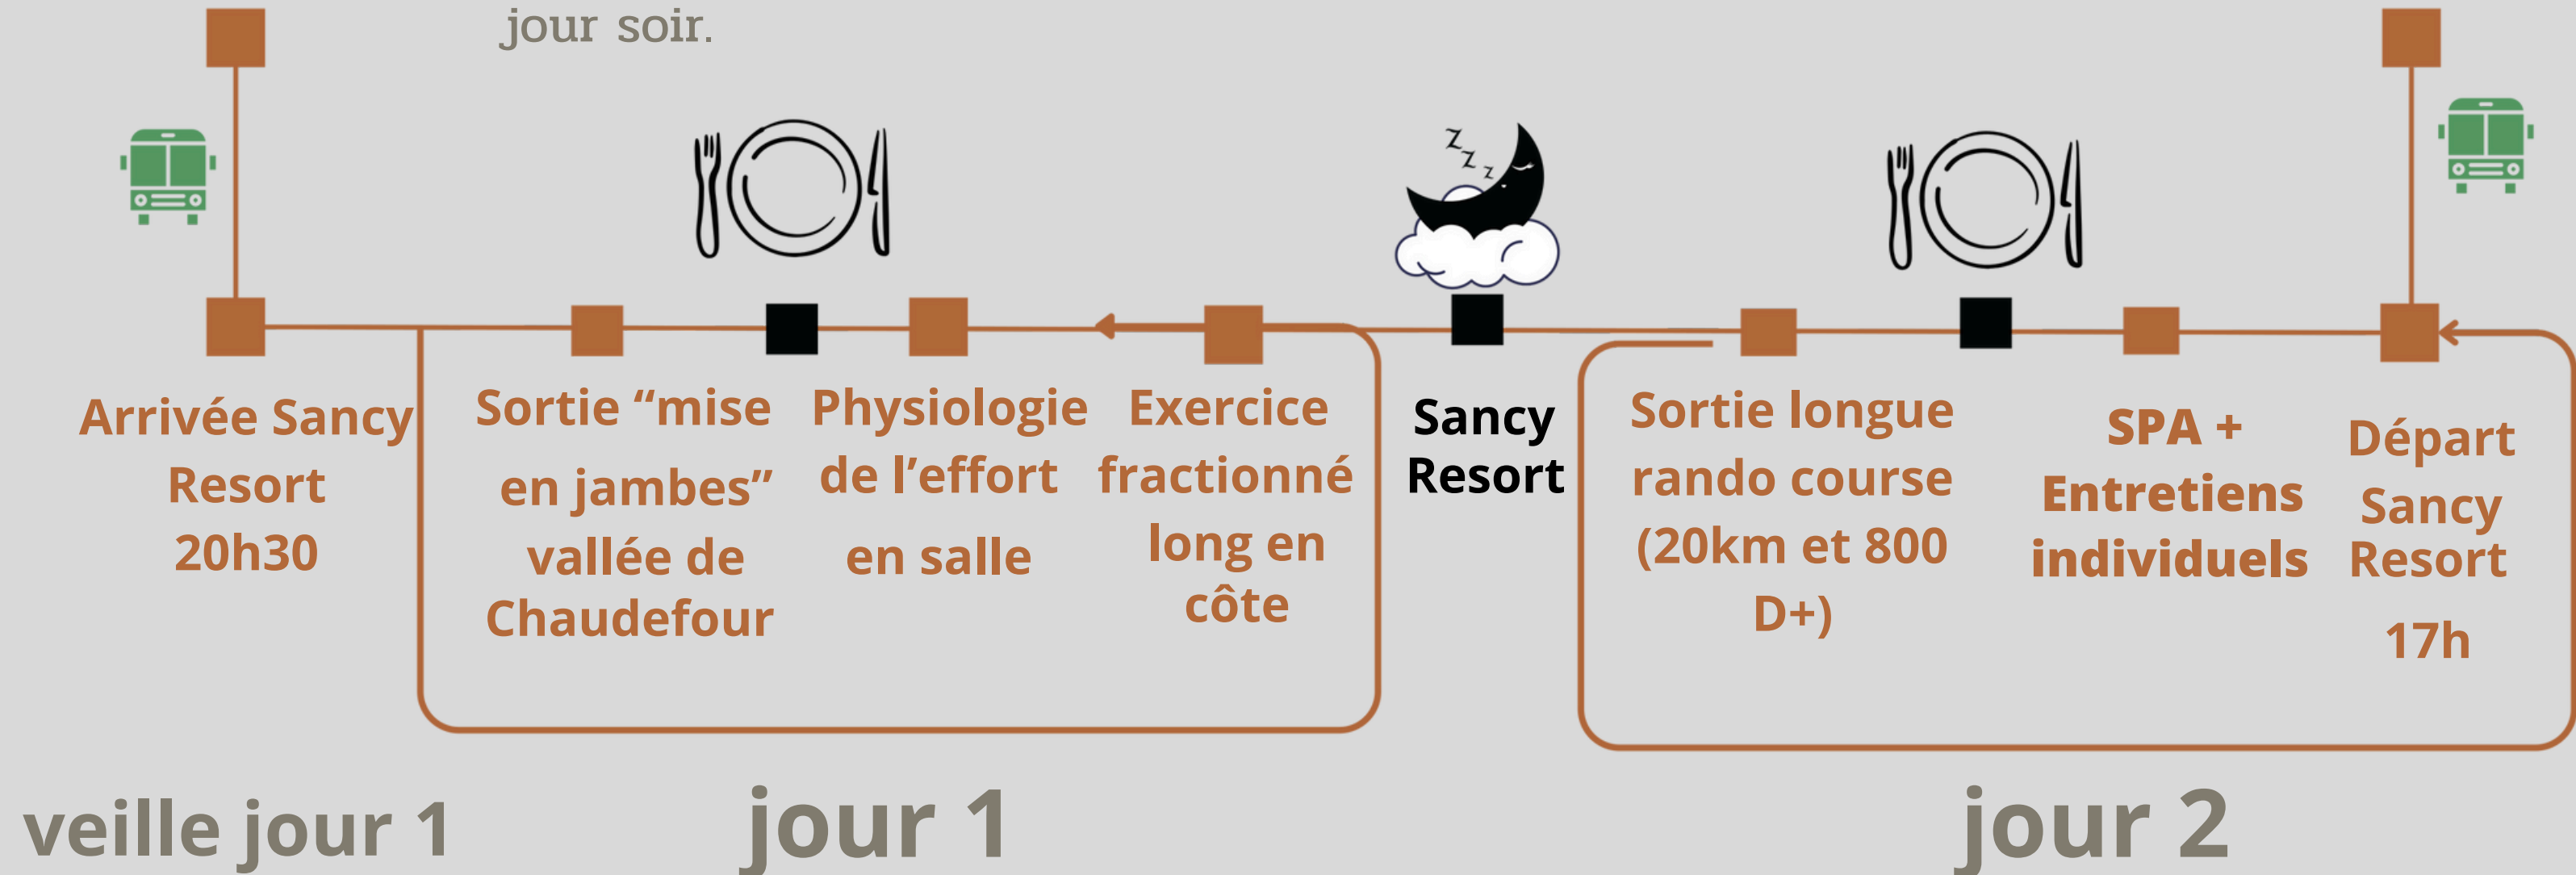 jour soir.
z
z
z
Arrivée Sancy
Resort
20h30
Sortie “mise
en jambes”
vallée de
Chaudefour
Physiologie
de l’effort
en salle
Exercice
fractionné
long en
côte
Sancy
Resort
Sortie longue
rando course
(20km et 800
D+)
SPA +
Entretiens
individuels
Départ
Sancy
Resort
17h
veille jour 1
jour 1
jour 2